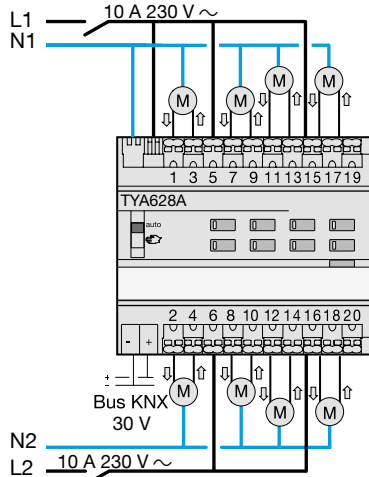 L1 10 A 230 V ~
N1
M M M M
1 3 5 7 9 11 13 15 17 19
TYA628A
auto
2 4 6 8 10 12 14 16 18 20
- +
M M M M
Bus KNX
30 V
N2
L2 10 A 230 V ~